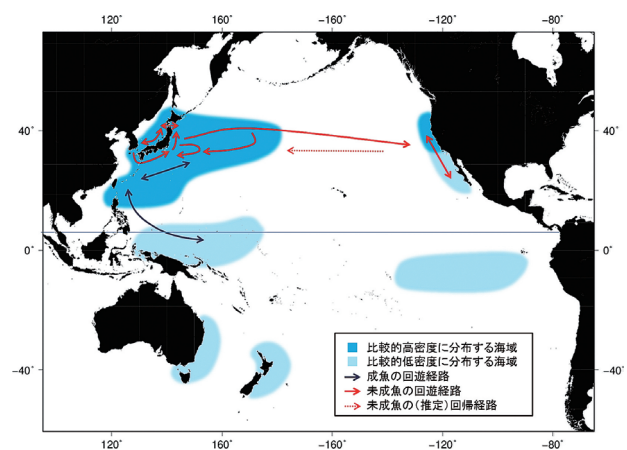 120° 160° −160° −120° −80°
40° 40°
0° 0°
−40° −40°
比較的高密度に分布する海域
比較的低密度に分布する海域
成魚の回遊経路
未成魚の回遊経路
未成魚の(推定)回帰経路
120° 160° −160° −120° −80°